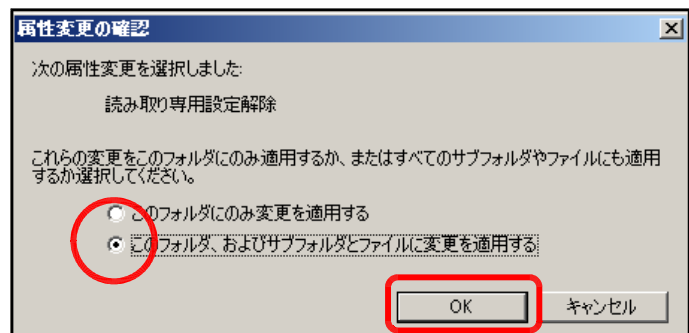 属性変更の確認
次の属性変更を選択しました:
読み取り専用設定解除
これらの変更をこのフォルダにのみ適用するか、またはすべてのサブフォルダやファイルにも適用
するか選択してください。
このフォルダにのみ変更を適用する
このフォルダ、およびサブフォルダとファイルに変更を適用する
OK
キャンセル